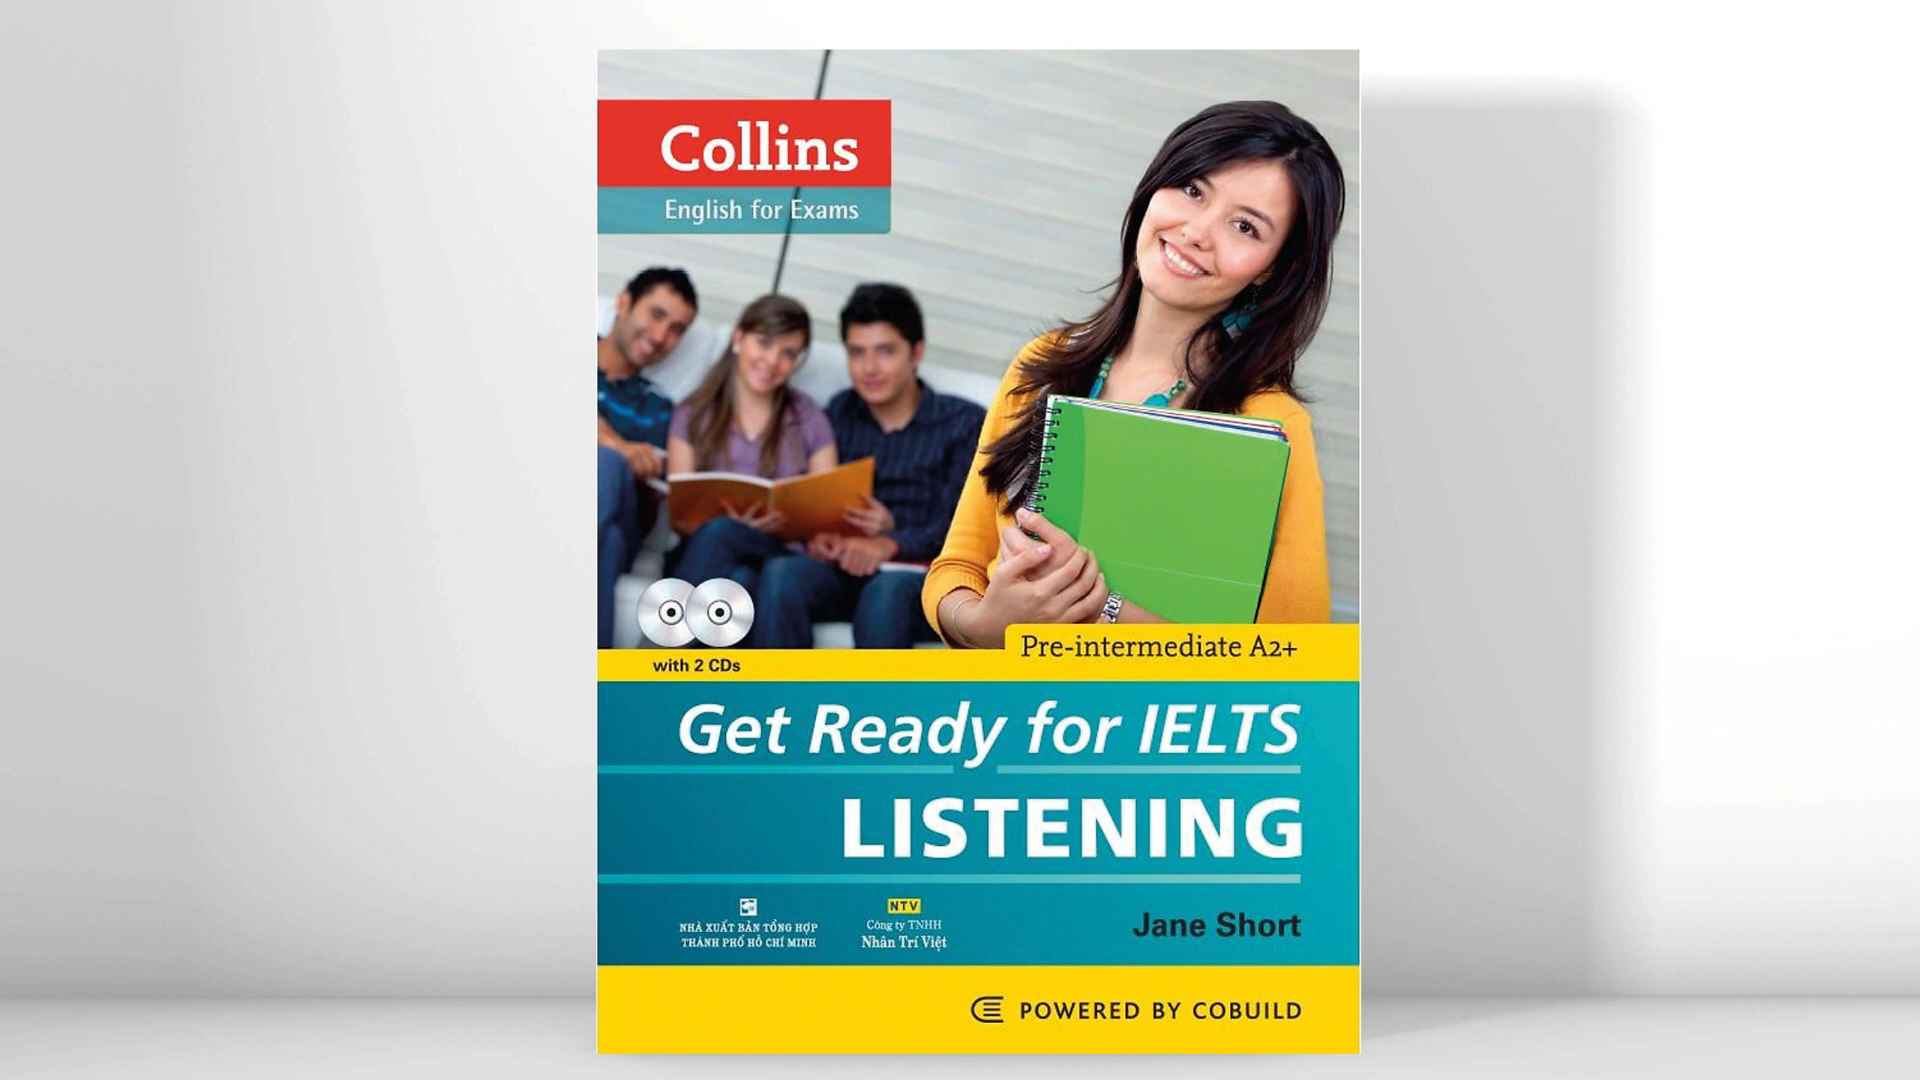 Collins
English for Exams
with 2 CDs
Pre-intermediate A2+
Get Ready for IELTS
LISTENING
NHÀ XUẤT BẢN TỔNG HỢP
THÀNH PHỐ HỒ CHÍ MINH
NTV
Công ty TNHH
Nhân Trí Việt
Jane Short
POWERED BY COBUILD